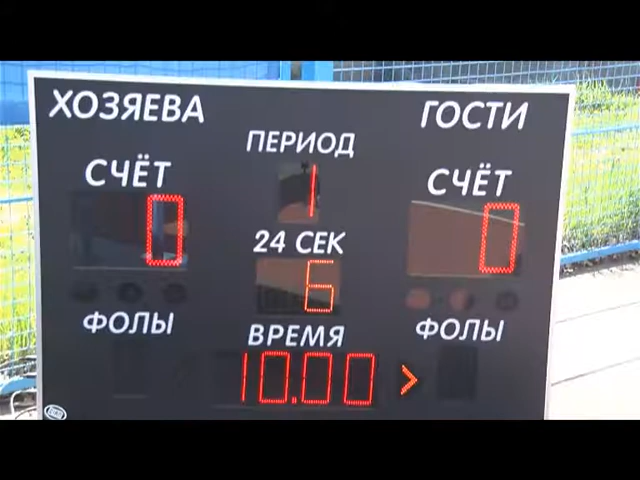 ХОЗЯЕВА ГОСТИ
ПЕРИОД
СЧЁТ 1 СЧЁТ
0 24 СЕК 0
6
ФОЛЫ ВРЕМЯ ФОЛЫ
10.00 >